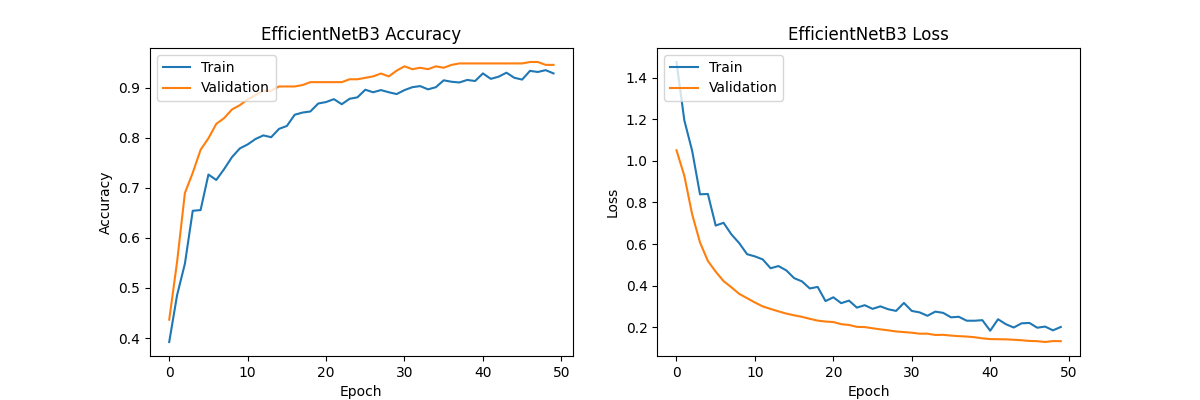 EfficientNetB3 Accuracy
Train
Validation
0.9
0.8
0.7
0.6
0.5
0.4
Accuracy
0
10
20
30
40
50
Epoch
EfficientNetB3 Loss
Train
Validation
1.4
1.2
1.0
0.8
0.6
0.4
0.2
Loss
0
10
20
30
40
50
Epoch